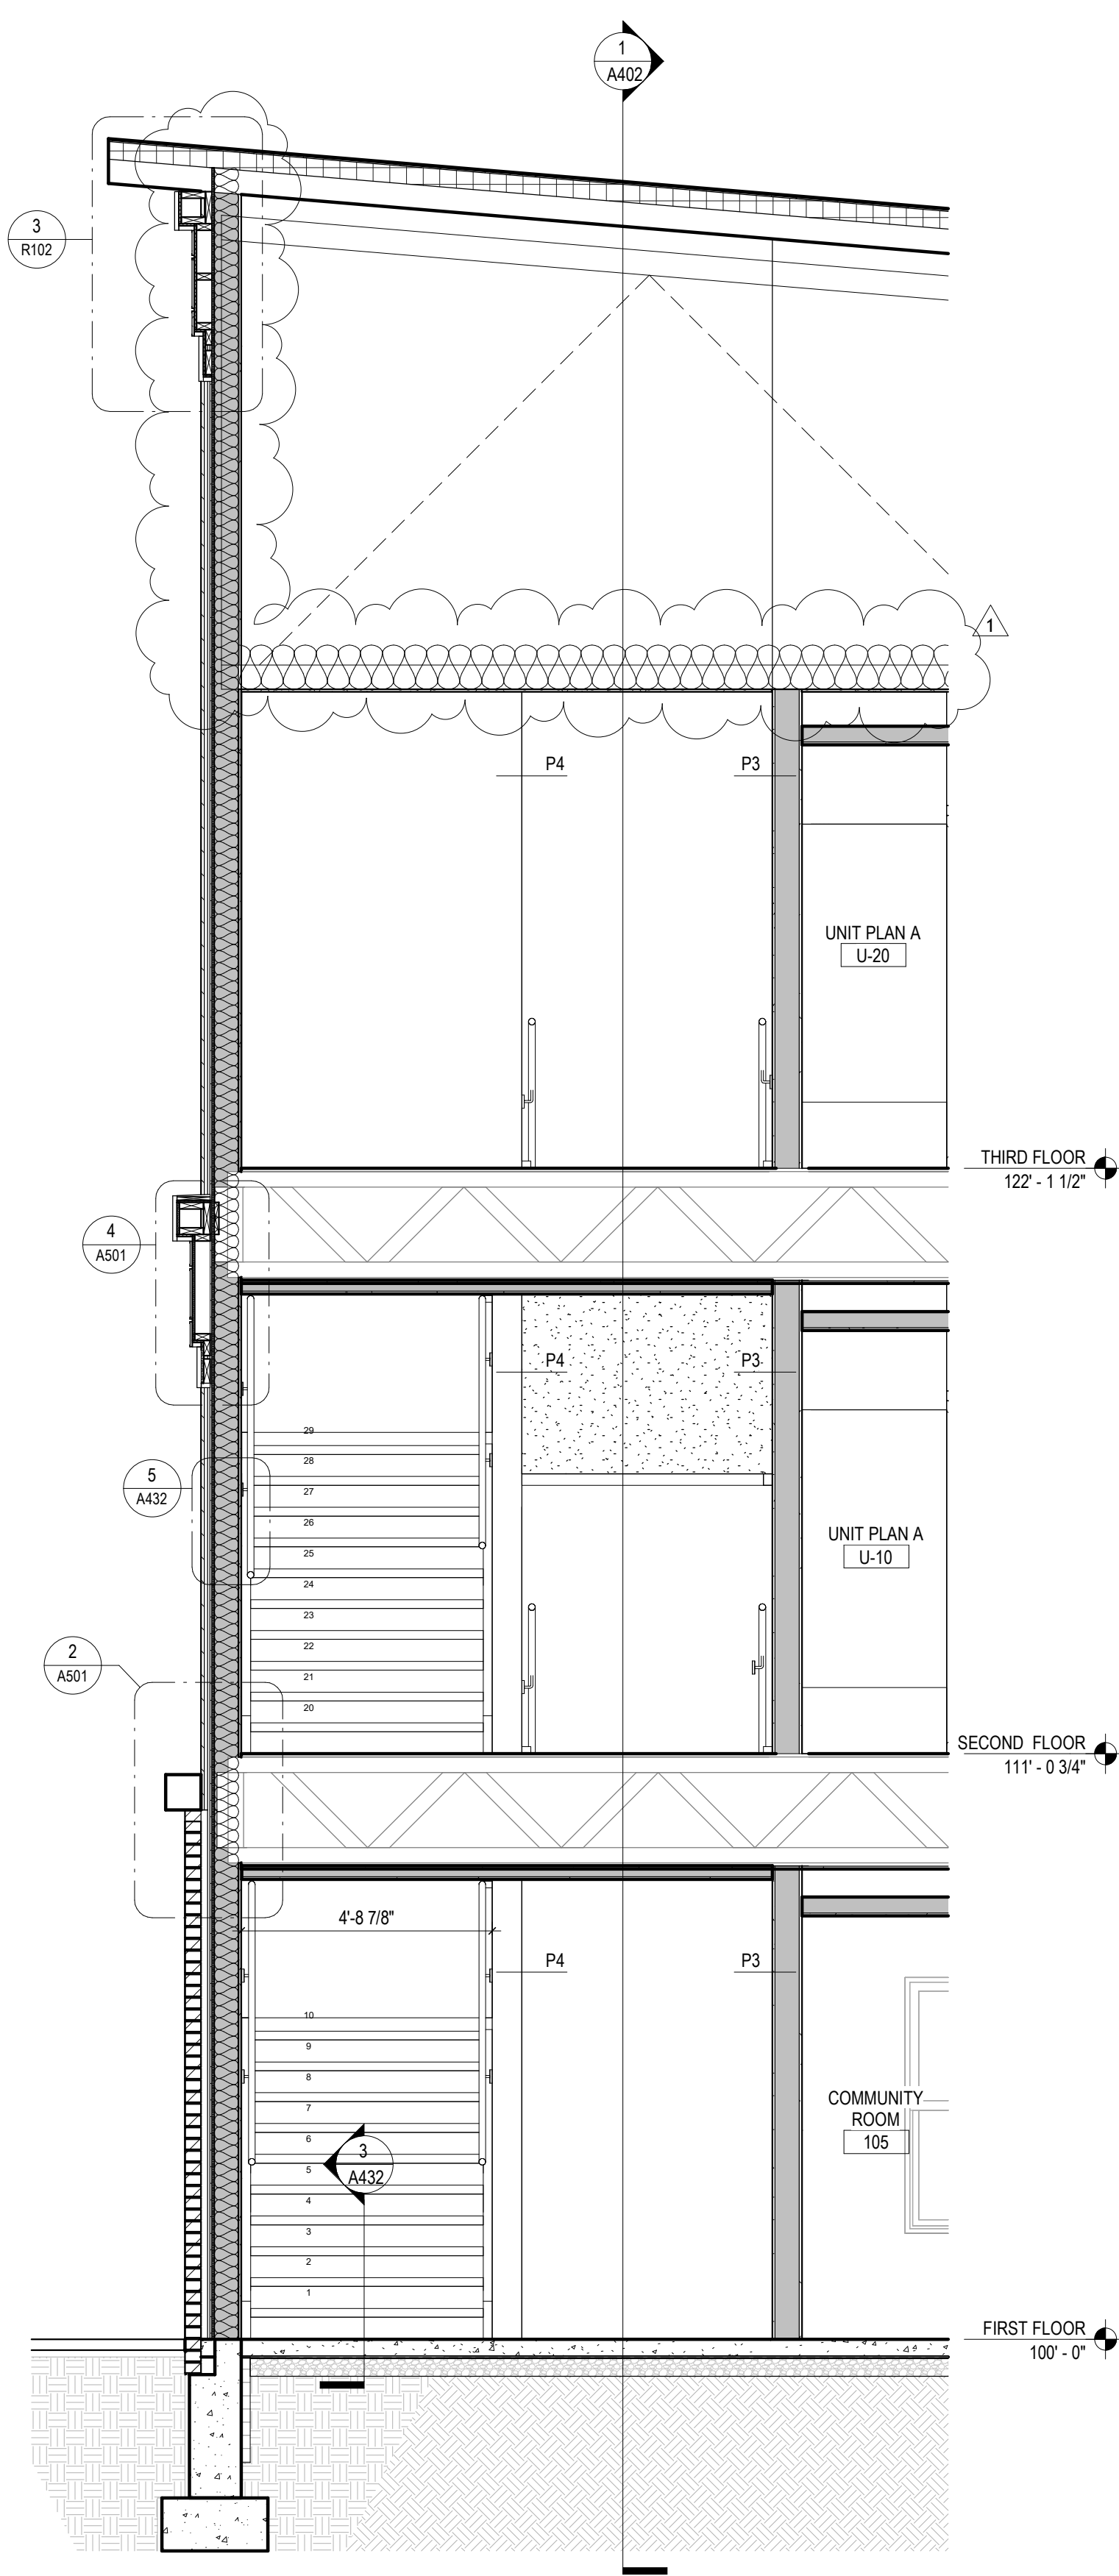 1
A402
3
R102
1
P4
P3
UNIT PLAN A
U-20
THIRD FLOOR
122' - 1 1/2"
4
A501
P4
P3
29
28
27
26
25
24
23
22
21
20
5
A432
UNIT PLAN A
U-10
2
A501
SECOND FLOOR
111' - 0 3/4"
4'-8 7/8"
P4
P3
10
9
8
7
6
5
4
3
2
1
3
A432
COMMUNITY
ROOM
105
FIRST FLOOR
100' - 0"